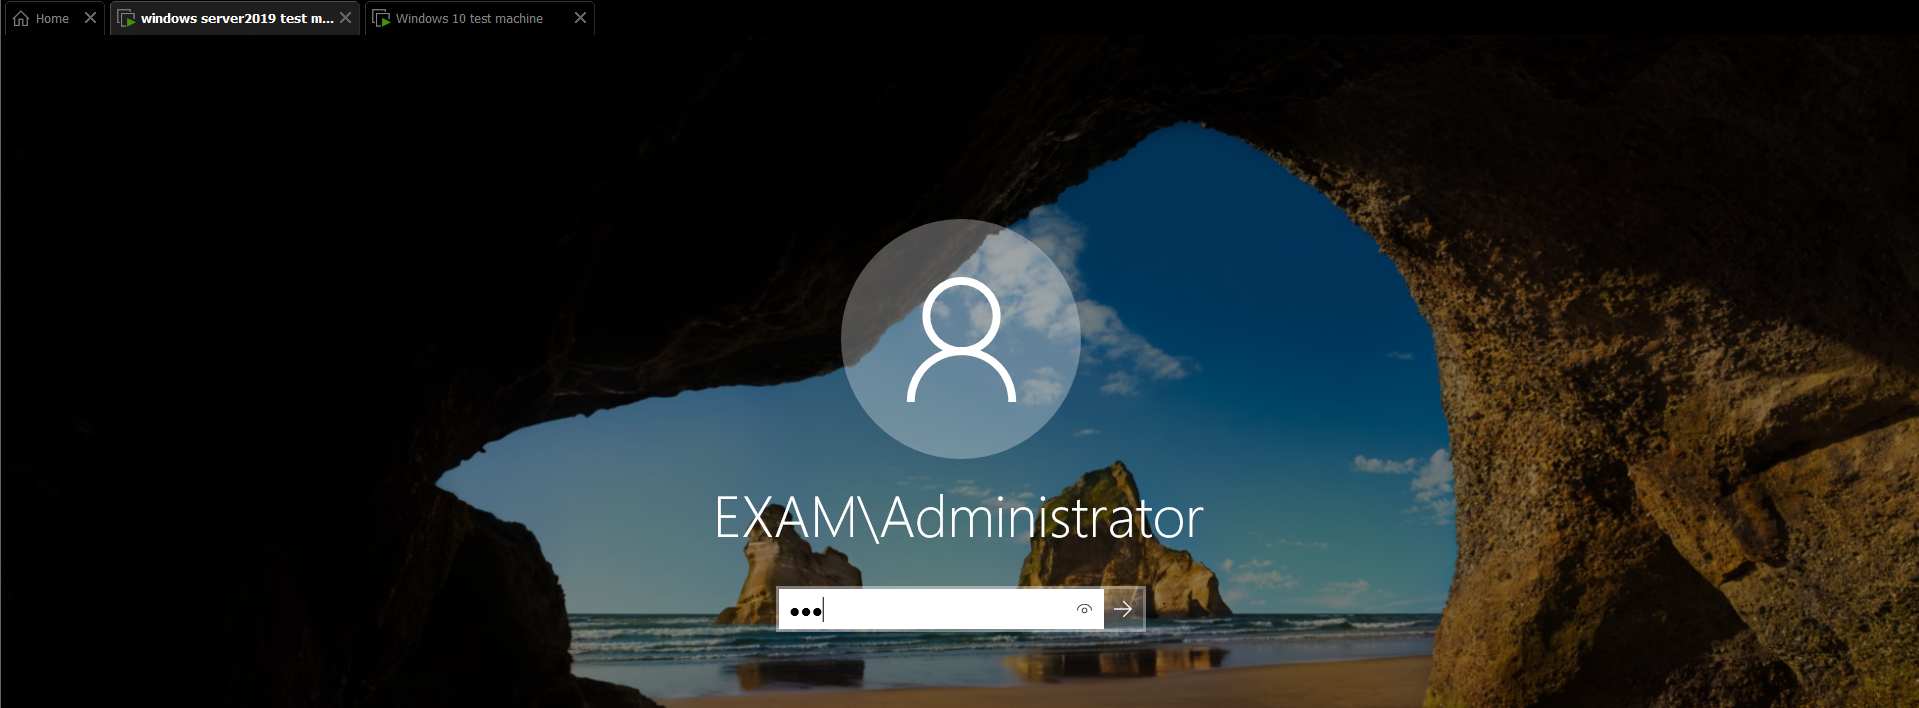 Home
windows server2019 test m...
Windows 10 test machine
EXAM\Administrator